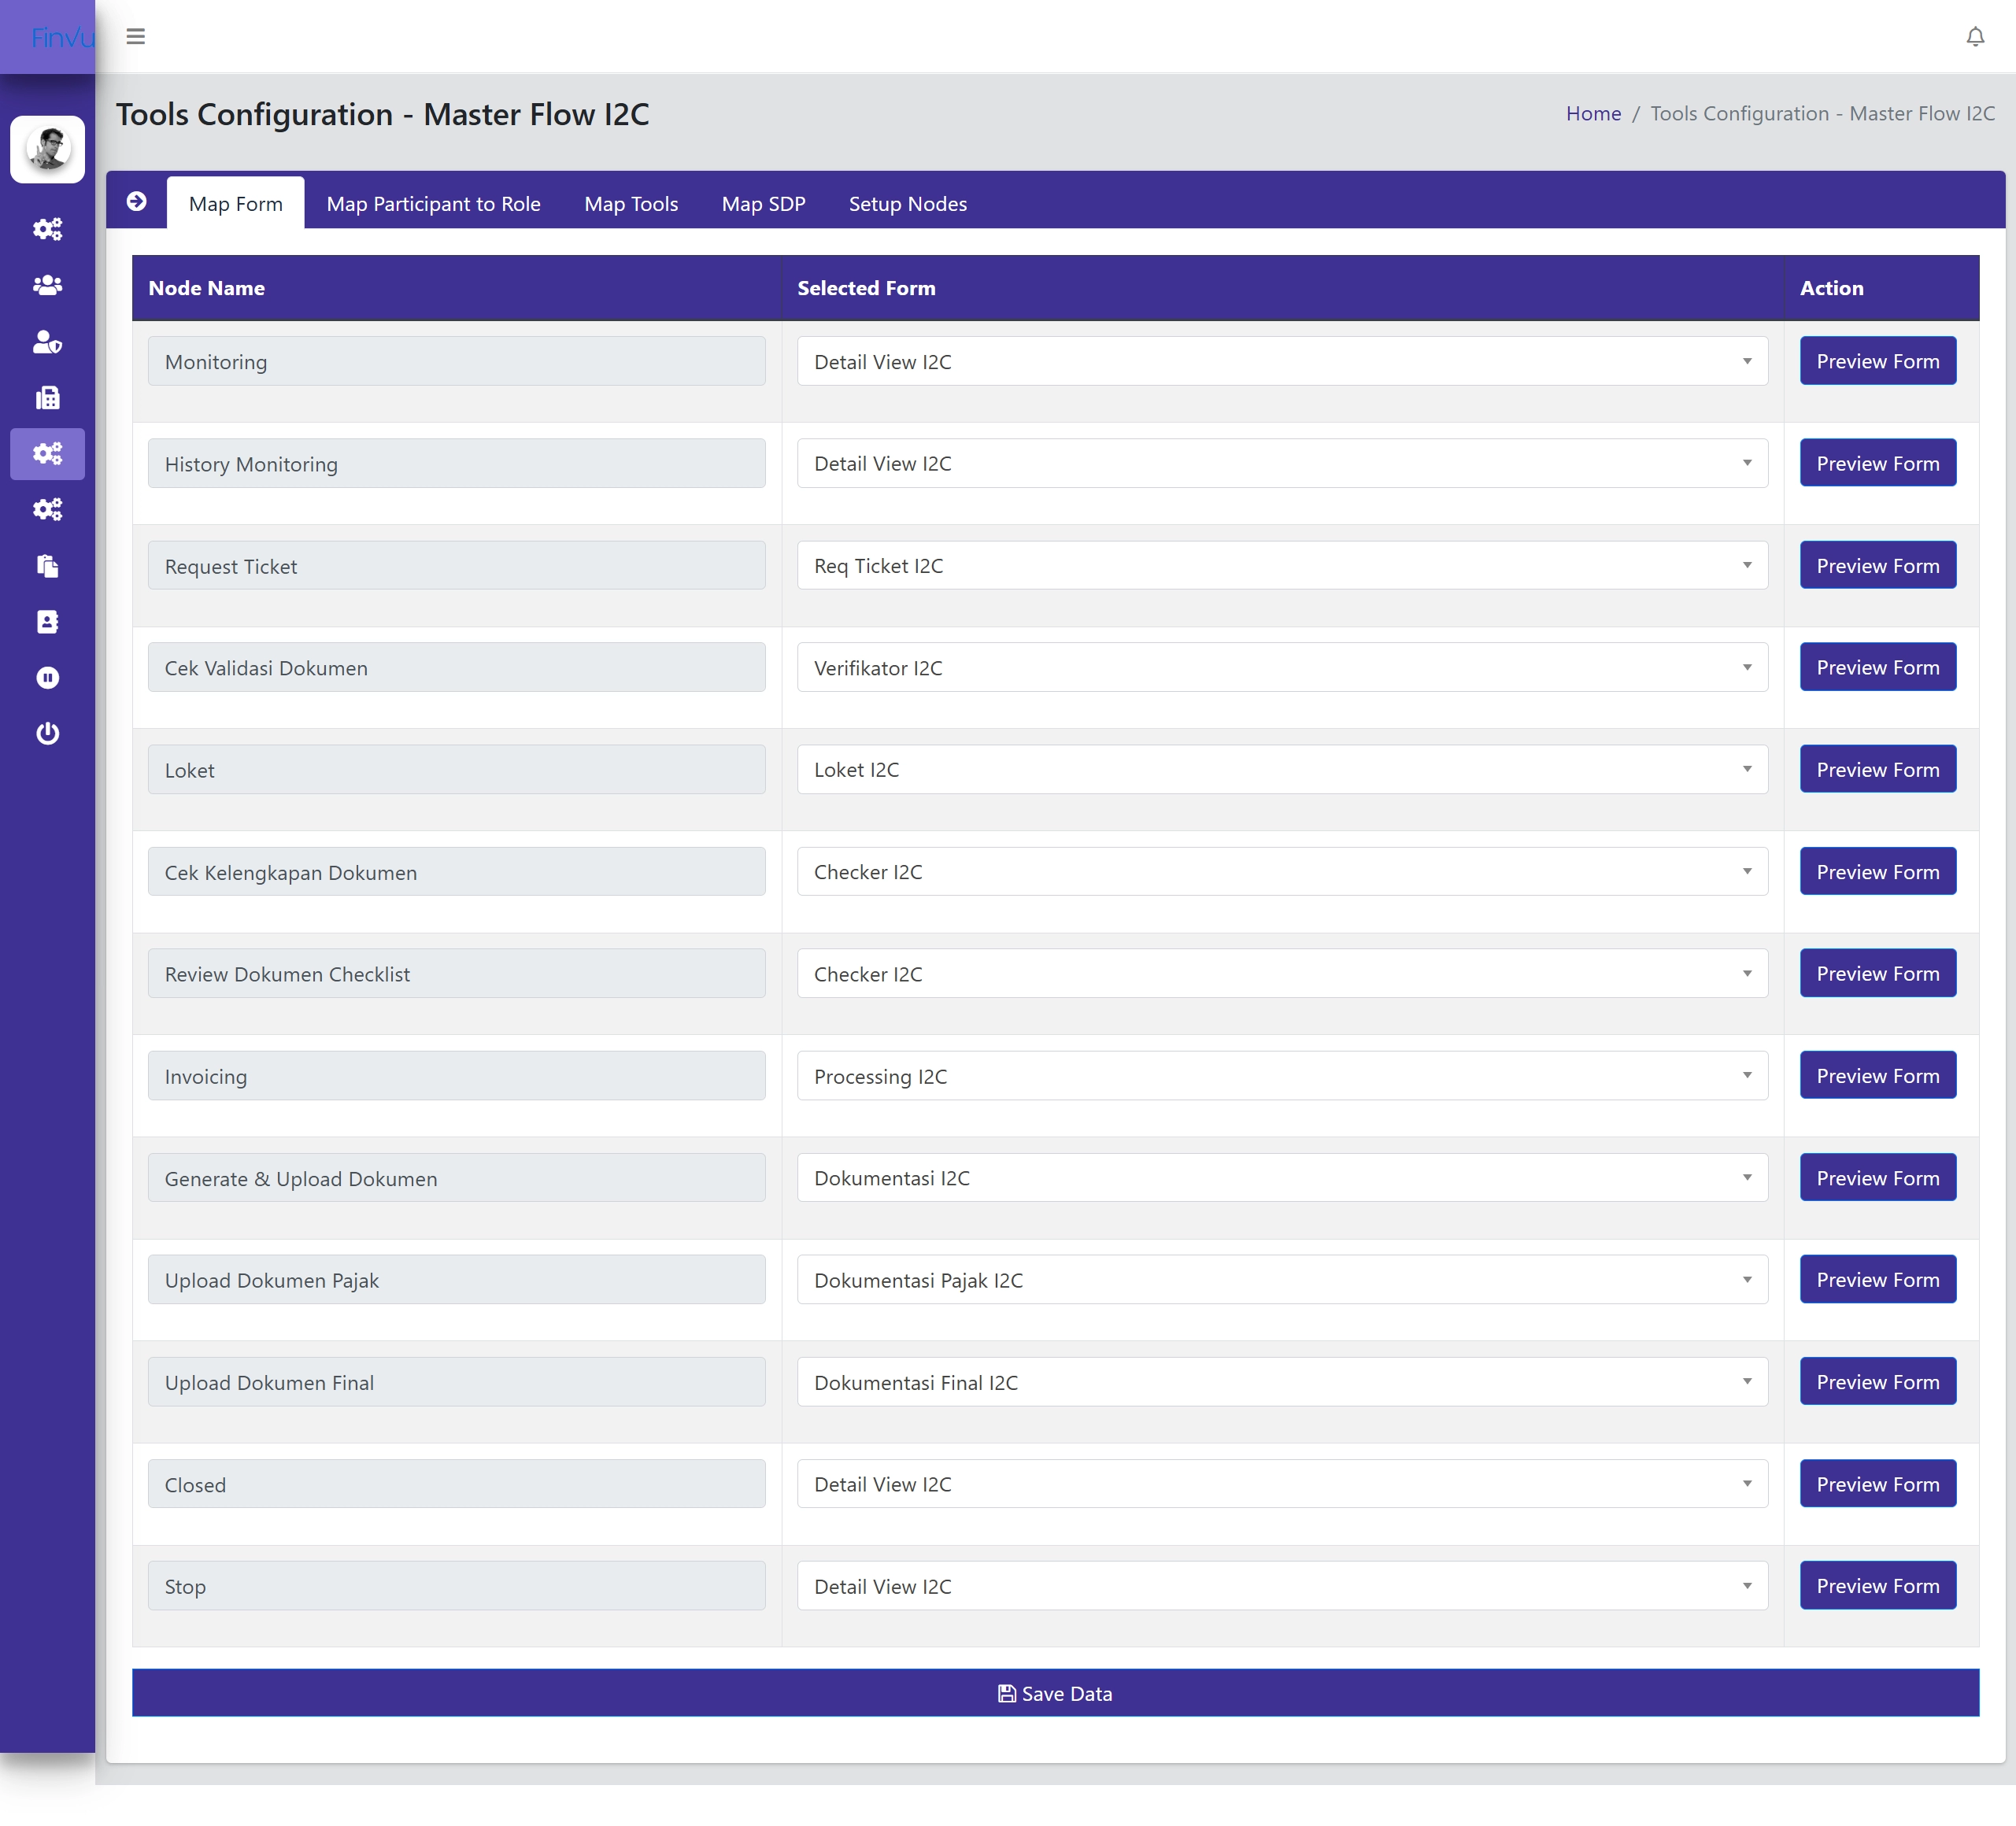 FinVu
Tools Configuration - Master Flow I2C
Home / Tools Configuration - Master Flow I2C
Map Form Map Participant to Role Map Tools Map SDP Setup Nodes
Node Name Selected Form Action
Monitoring Detail View I2C Preview Form
History Monitoring Detail View I2C Preview Form
Request Ticket Req Ticket I2C Preview Form
Cek Validasi Dokumen Verifikator I2C Preview Form
Loket Loket I2C Preview Form
Cek Kelengkapan Dokumen Checker I2C Preview Form
Review Dokumen Checklist Checker I2C Preview Form
Invoicing Processing I2C Preview Form
Generate & Upload Dokumen Dokumentasi I2C Preview Form
Upload Dokumen Pajak Dokumentasi Pajak I2C Preview Form
Upload Dokumen Final Dokumentasi Final I2C Preview Form
Closed Detail View I2C Preview Form
Stop Detail View I2C Preview Form
Save Data